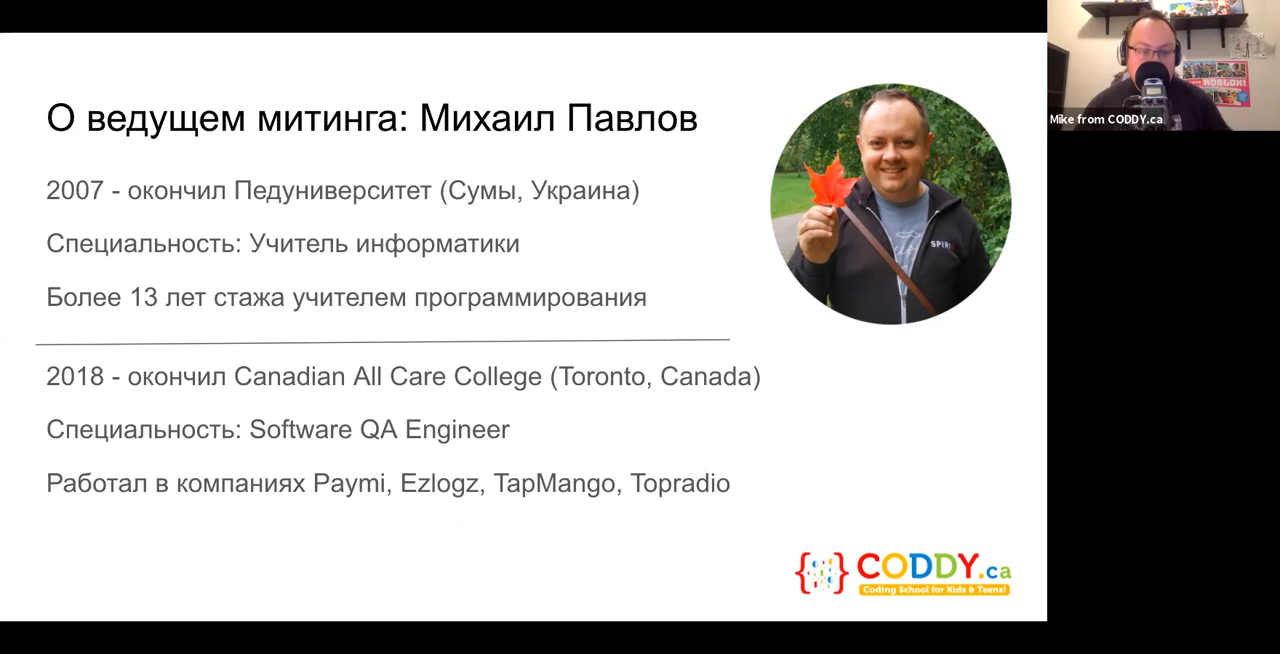 О ведущем митинга: Михаил Павлов
2007 - окончил Педуниверситет (Сумы, Украина)
Специальность: Учитель информатики
Более 13 лет стажа учителем программирования
2018 - окончил Canadian All Care College (Toronto, Canada)
Специальность: Software QA Engineer
Работал в компаниях Paymi, Ezlogz, TapMango, Topradio
CODDY.ca
Coding School for Kids & Teens!
Mike from CODDY.ca
ROBLOX!